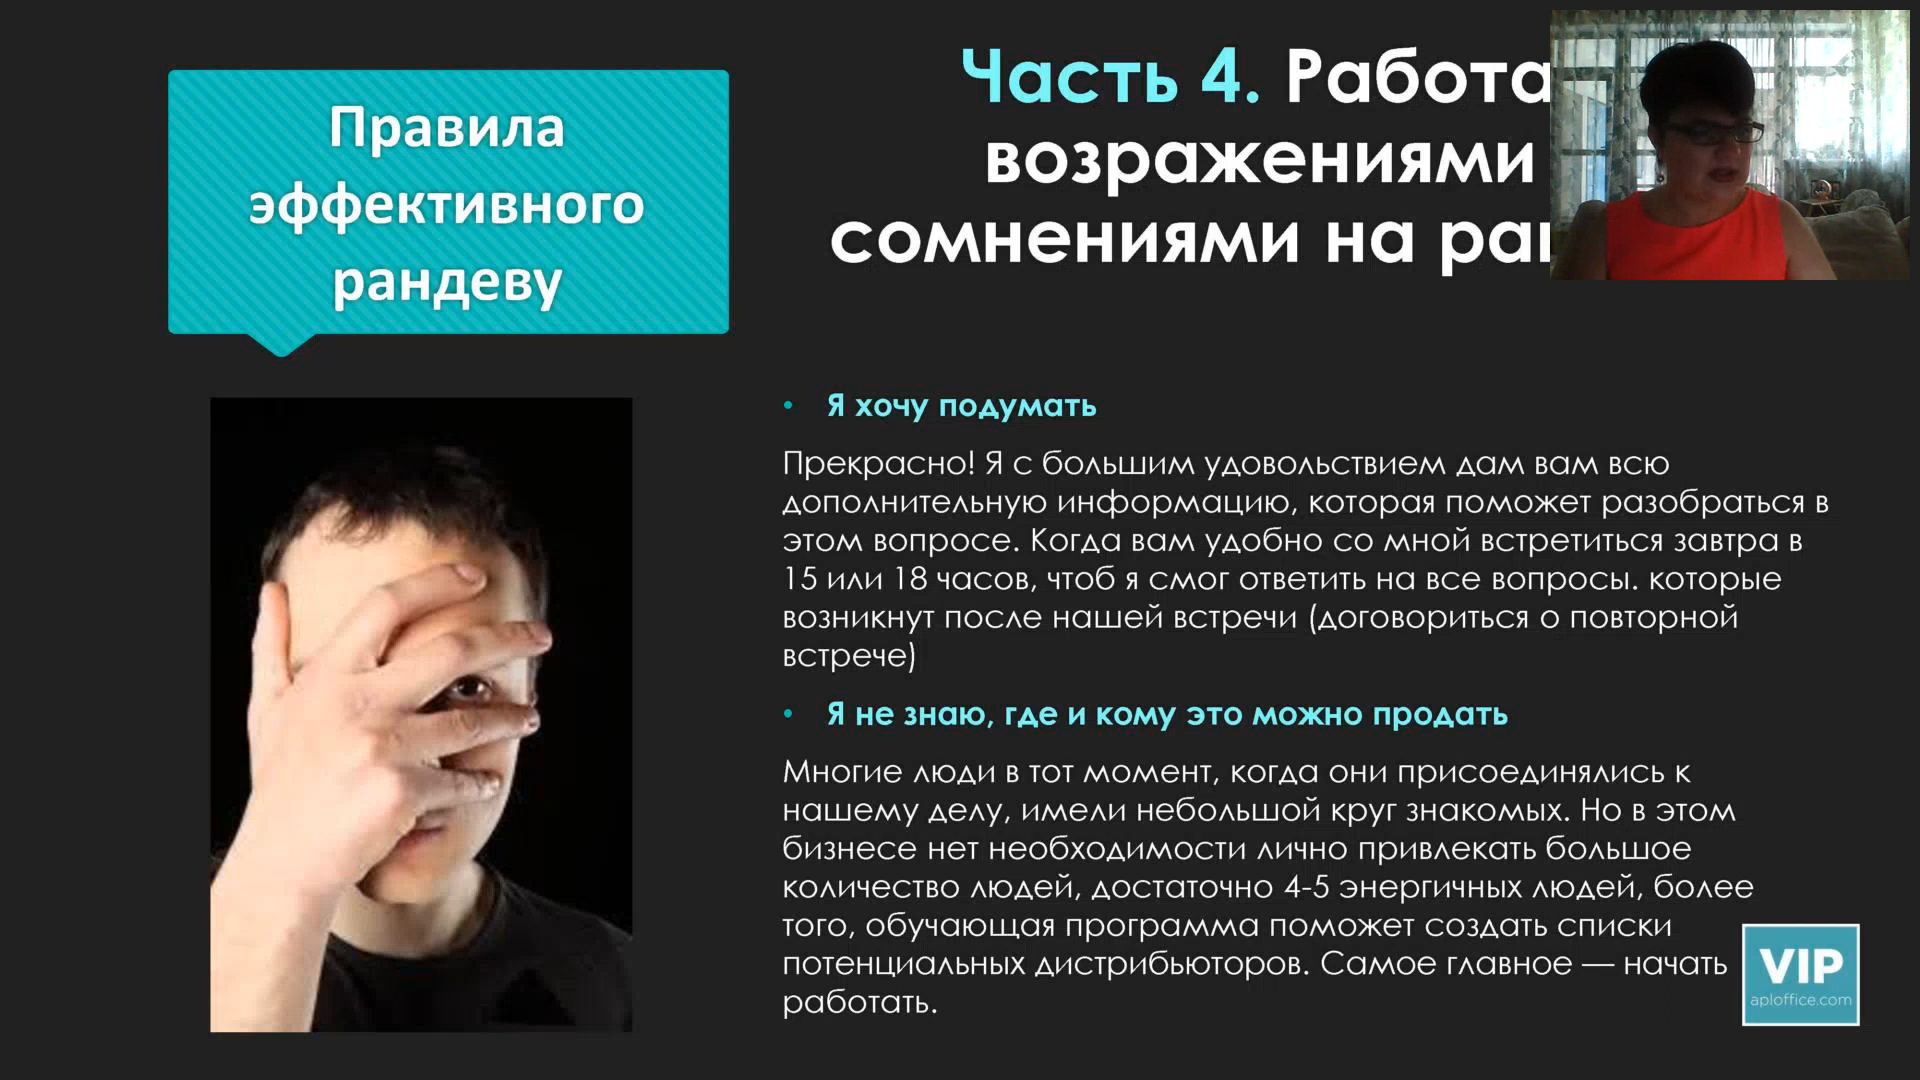 Правила
эффективного
рандеву
Часть 4. Работа
возражениями
сомнениями на
• Я хочу подумать
Прекрасно! Я с большим удовольствием дам вам всю
дополнительную информацию, которая поможет разобраться в
этом вопросе. Когда вам удобно со мной встретиться завтра в
15 или 18 часов, чтоб я смог ответить на все вопросы. которые
возникнут после нашей встречи (договориться о повторной
встрече)
• Я не знаю, где и кому это можно продать
Многие люди в тот момент, когда они присоединялись к
нашему делу, имели небольшой круг знакомых. Но в этом
бизнесе нет необходимости лично привлекать большое
количество людей, достаточно 4-5 энергичных людей, более
того, обучающая программа поможет создать списки
потенциальных дистрибьюторов. Самое главное — начать
работать.
VIP
aploffice.com